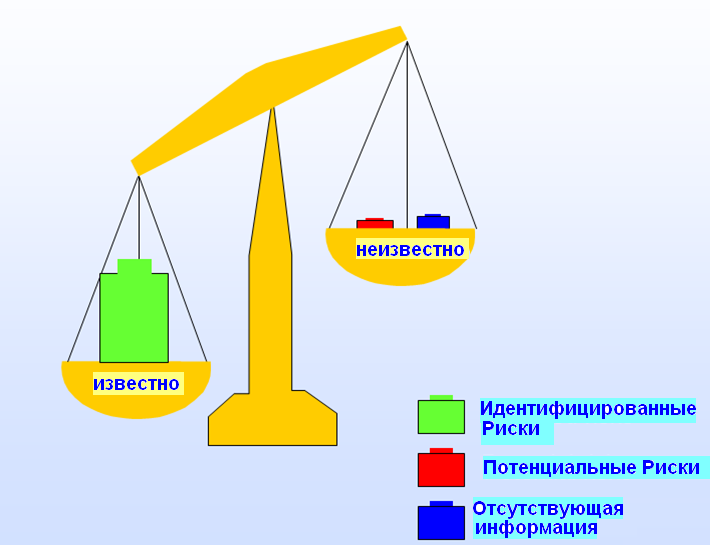 неизвестно
известно
Идентифицированные
Риски
Потенциальные Риски
Отсутствующая
информация